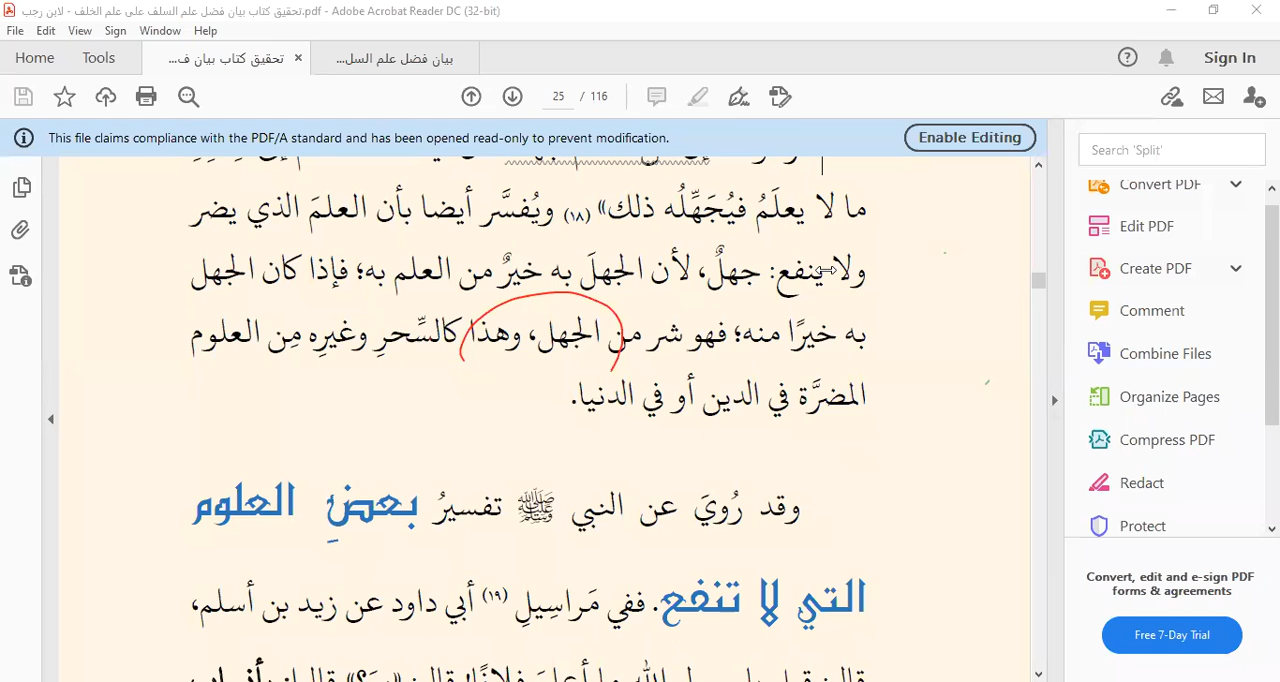 تحقيق كتاب بيان فضل علم السلف على علم الخلف - لابن رجب.pdf - Adobe Acrobat Reader DC (32-bit)
File Edit View Sign Window Help
Home Tools تحقيق كتاب بيان ف... × بيان فضل علم السل... Sign In
25 / 116
This file claims compliance with the PDF/A standard and has been opened read-only to prevent modification. Enable Editing
ما لا يعلَمُ فيُجَهِّلُه ذلك» (١٨) ويُفسَّر أيضا بأن العلمَ الذي يضر
ولا ينفع: جهلٌ، لأن الجهلَ به خيرٌ من العلم به؛ فإذا كان الجهل
به خيرًا منه؛ فهو شر من الجهل، وهذا كالسِّحرِ وغيرِه مِن العلوم
المضرَّة في الدين أو في الدنيا.
وقد رُويَ عن النبي ﷺ تفسيرُ بعضِ العلوم
التي لا تنفع. ففي مَراسِيلِ (١٩) أبي داود عن زيد بن أسلم،
Search 'Split'
Convert PDF
Edit PDF
Create PDF
Comment
Combine Files
Organize Pages
Compress PDF
Redact
Protect
Convert, edit and e-sign PDF
forms & agreements
Free 7-Day Trial